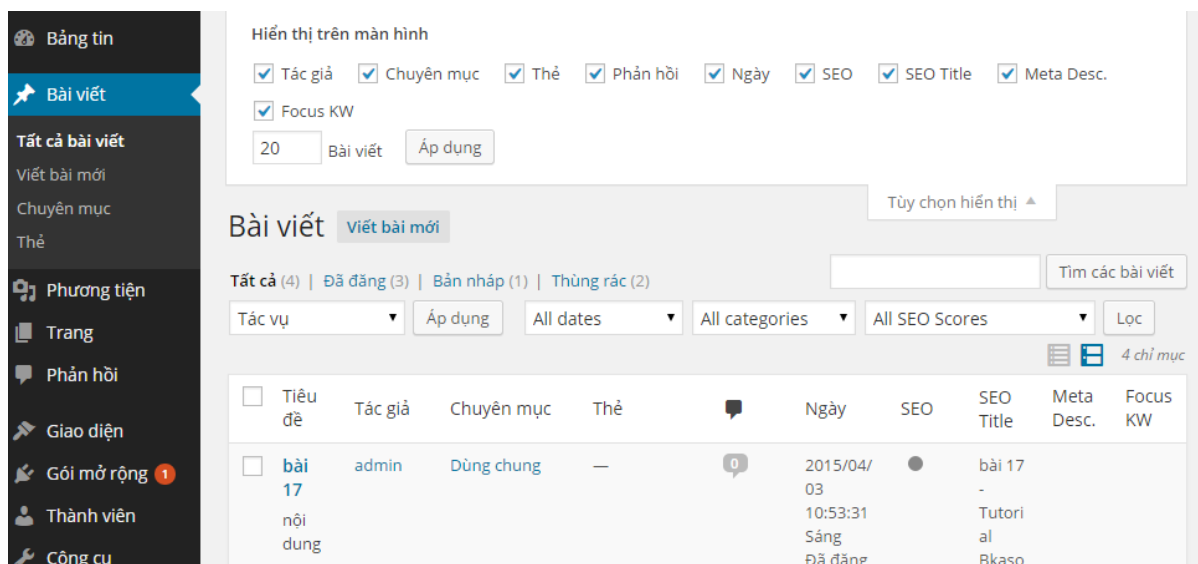 Bảng tin
Bài viết
Tất cả bài viết
Viết bài mới
Chuyên mục
Thẻ
Phương tiện
Trang
Phản hồi
Giao diện
Gói mở rộng 1
Thành viên
Công cụ
Hiển thị trên màn hình
Tác giả Chuyên mục Thẻ Phản hồi Ngày SEO SEO Title Meta Desc.
Focus KW
20 Bài viết Áp dụng
Tùy chọn hiển thị
Bài viết Viết bài mới
Tất cả (4) | Đã đăng (3) | Bản nháp (1) | Thùng rác (2)
Tìm các bài viết
Tác vụ Áp dụng All dates All categories All SEO Scores Lọc
4 chỉ mục
Tiêu đề Tác giả Chuyên mục Thẻ Ngày SEO SEO Title Meta Desc. Focus KW
bài 17
nội dung
admin
Dùng chung
—
0
2015/04/
03
10:53:31
Sáng
Đã đăng
bài 17
-
Tutori
al
Bkaso